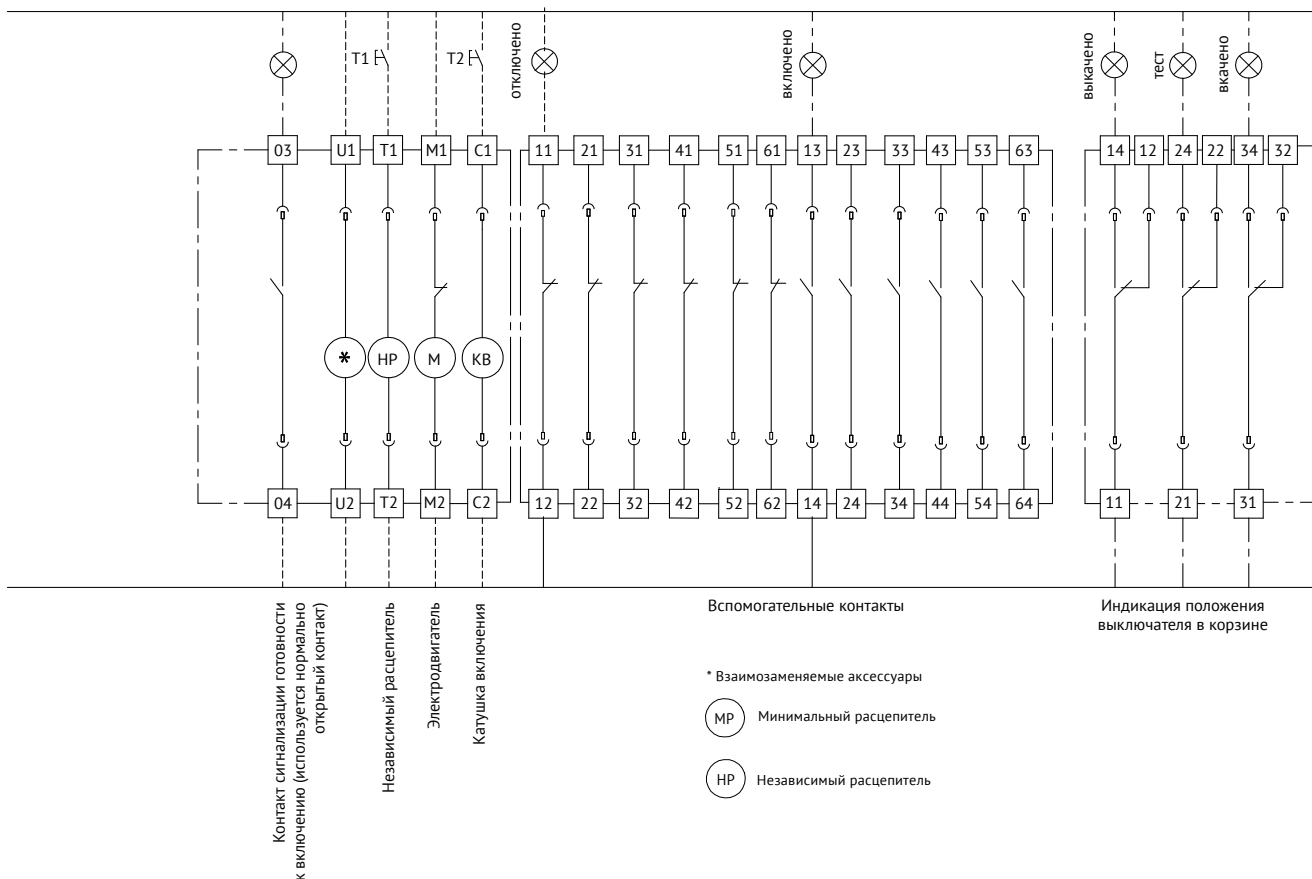 отключено
включено
выкачено
тест
вкачено
T1
T2
03
U1
T1
M1
C1
11
21
31
41
51
61
13
23
33
43
53
63
14
12
24
22
34
32
*
НР
М
КВ
04
U2
T2
M2
C2
12
22
32
42
52
62
14
24
34
44
54
64
11
21
31
Контакт сигнализации готовности
к включению (используется нормально
открытый контакт)
Независимый расцепитель
Электродвигатель
Катушка включения
Вспомогательные контакты
Индикация положения
выключателя в корзине
* Взаимозаменяемые аксессуары
МР Минимальный расцепитель
НР Независимый расцепитель